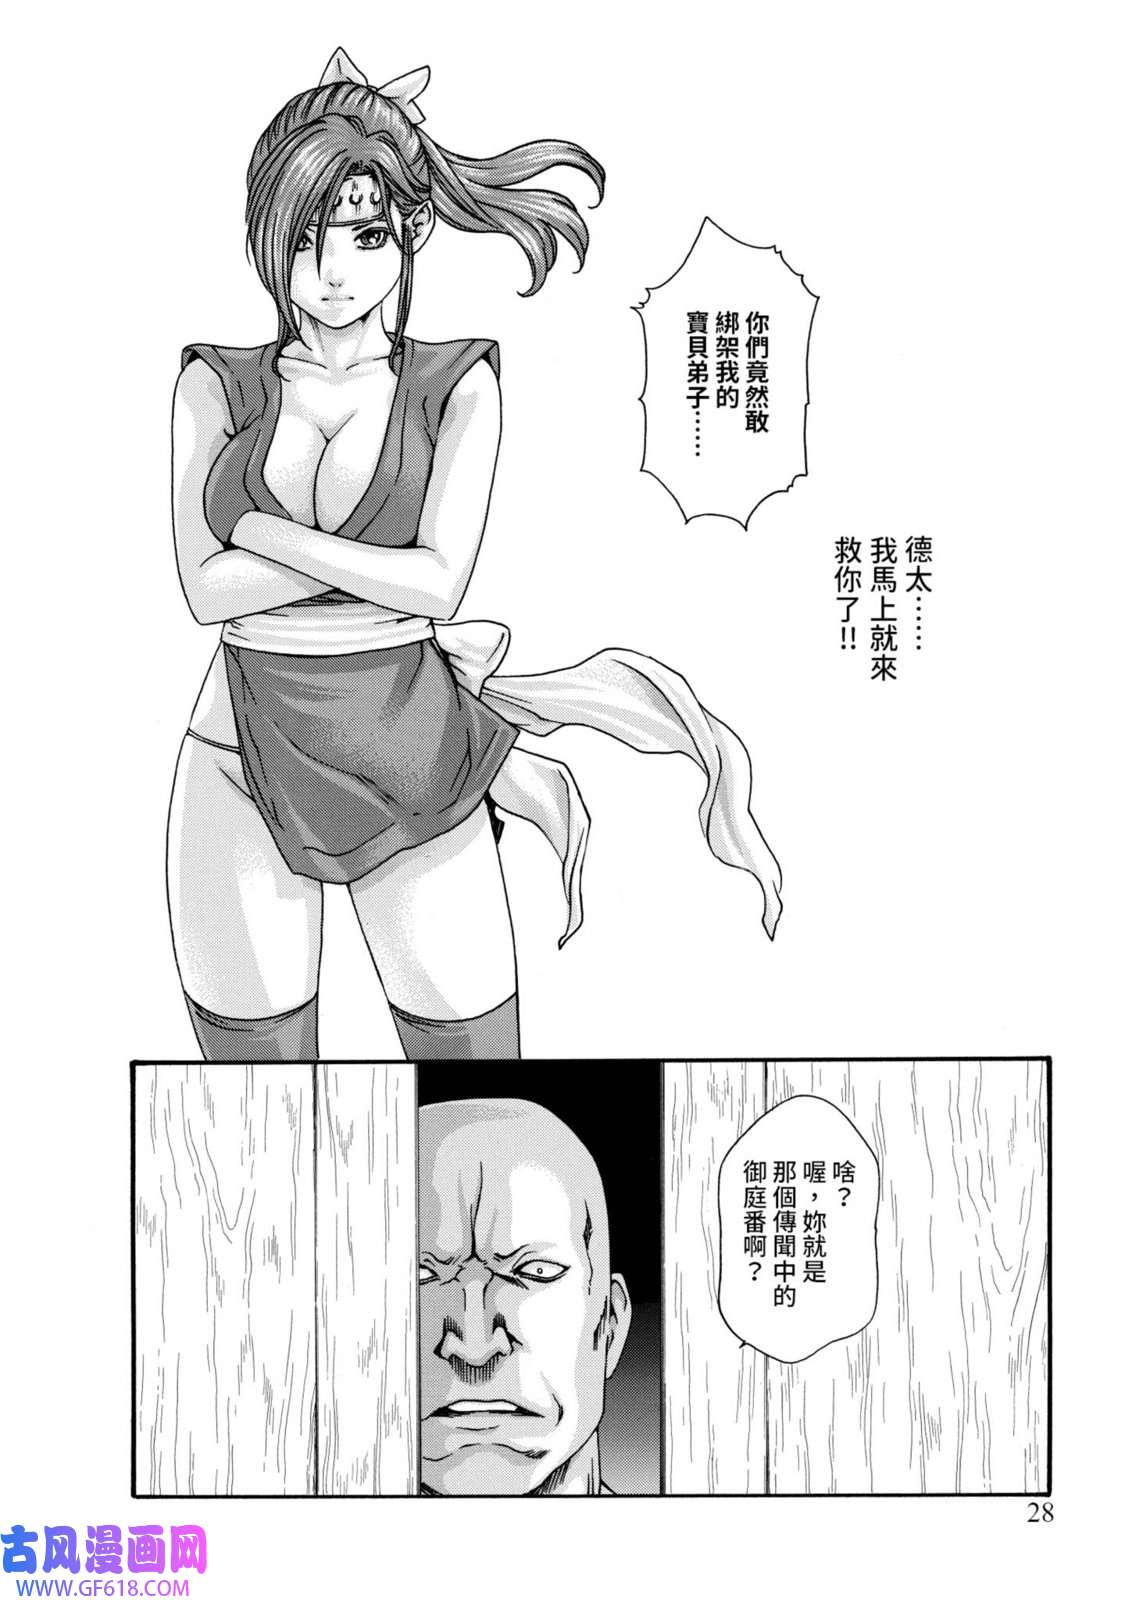 你們竟然敢
綁架我的
寶貝弟子……
德太……
我馬上就來
救你了!!
啥？
喔，妳就是
那個傳聞中的
御庭番啊？
28
古风漫画网
WWW.GF618.COM